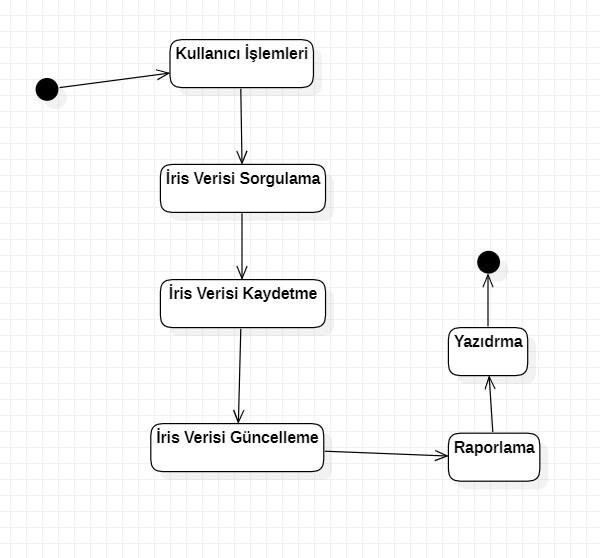 Kullanıcı İşlemleri
İris Verisi Sorgulama
İris Verisi Kaydetme
İris Verisi Güncelleme
Raporlama
Yazıdrma